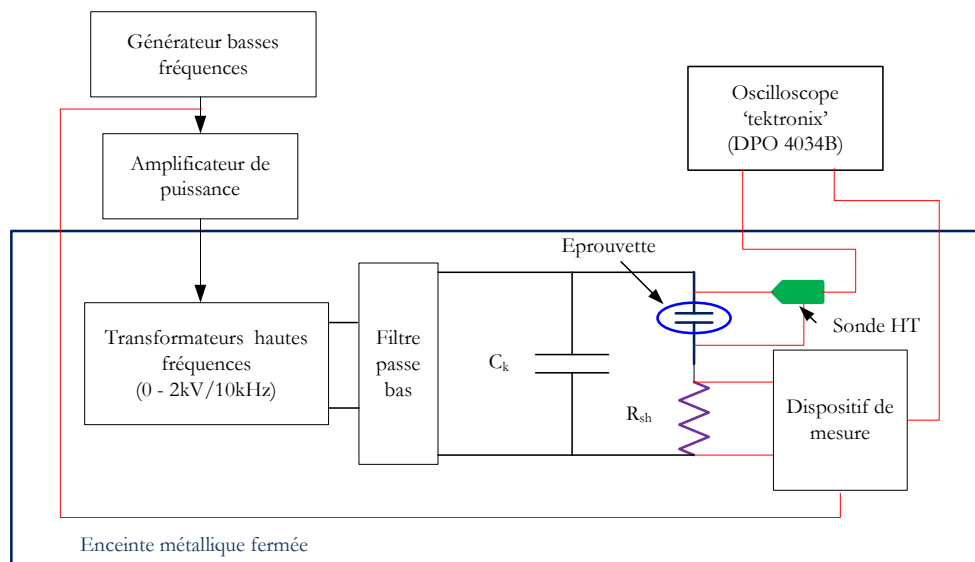 Générateur basses
fréquences
Oscilloscope
‘tektronix’
(DPO 4034B)
Amplificateur de
puissance
Eprouvette
Transformateurs hautes
fréquences
(0 - 2kV/10kHz)
Filtre
passe
bas
Ck
Sonde HT
Rsh
Dispositif de
mesure
Enceinte métallique fermée